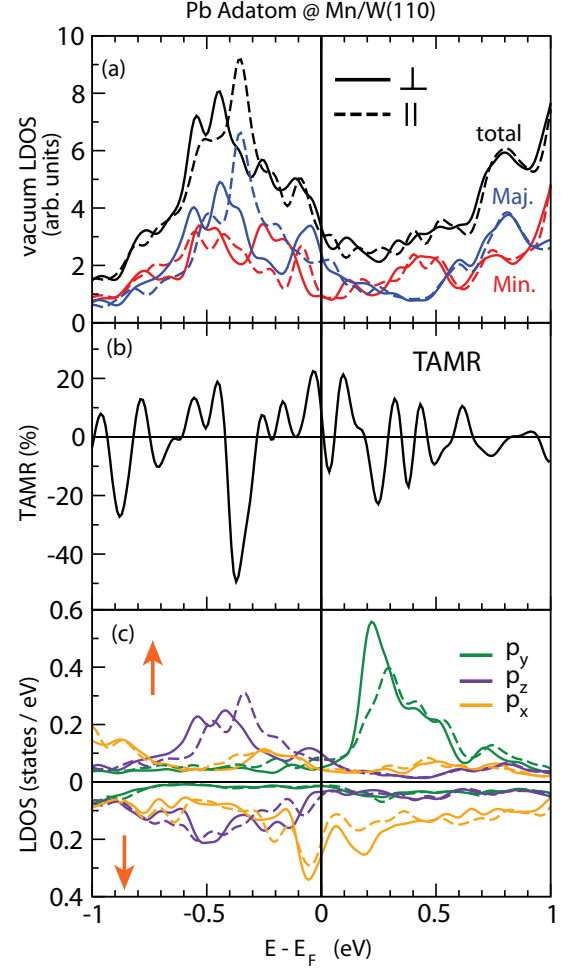 Pb Adatom @ Mn/W(110)
(a)
⊥
||
total
Maj.
Min.
vacuum LDOS
(arb. units)
10
8
6
4
2
0
(b)
TAMR
TAMR (%)
20
0
-20
-40
(c)
p_y
p_z
p_x
LDOS (states / eV)
0.6
0.4
0.2
0
0.2
0.4
-1
-0.5
0
0.5
1
E - E_F (eV)